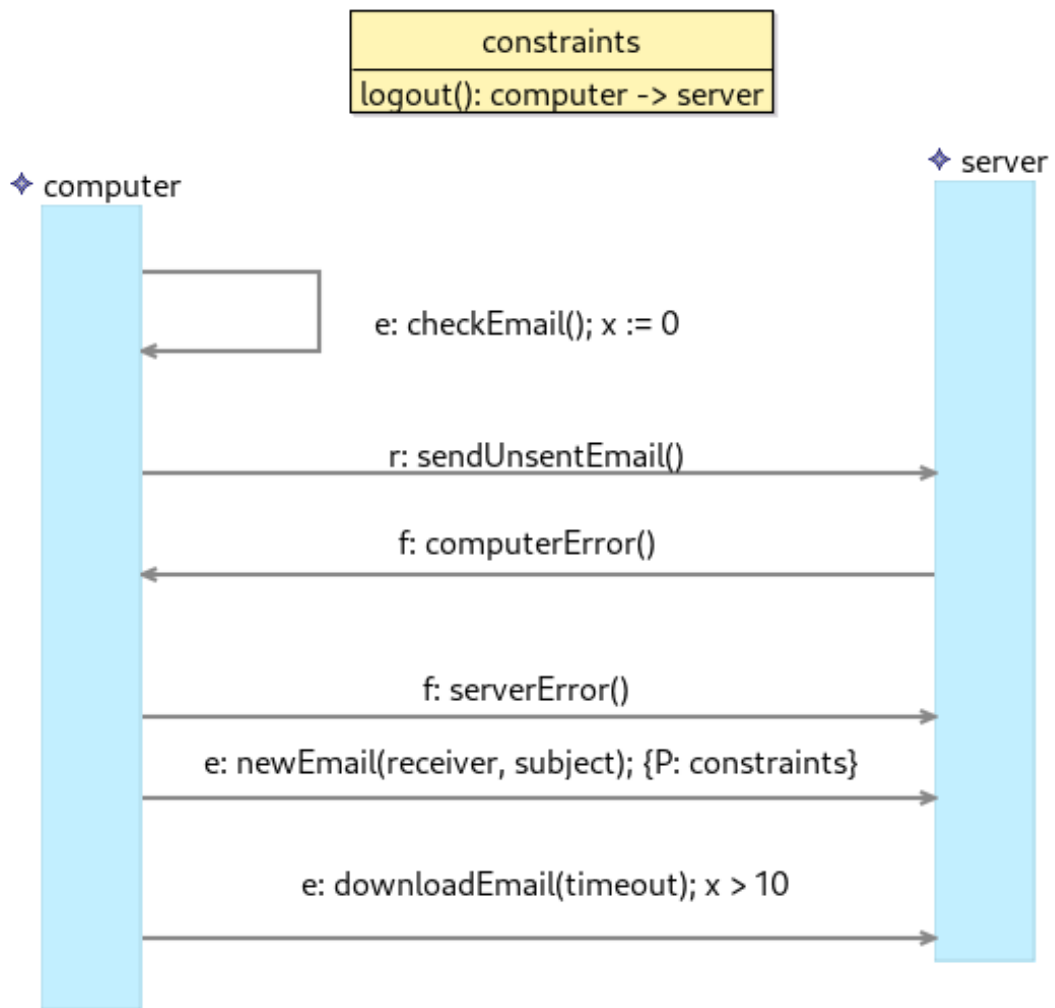 constraints
logout(): computer -> server
computer
server
e: checkEmail(); x := 0
r: sendUnsentEmail()
f: computerError()
f: serverError()
e: newEmail(receiver, subject); {P: constraints}
e: downloadEmail(timeout); x > 10